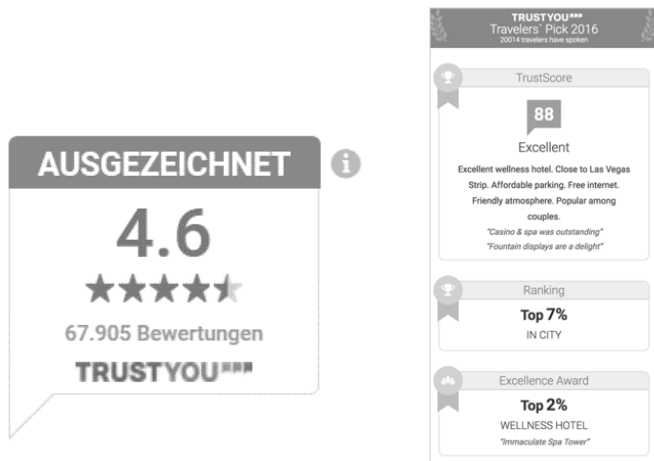 AUSGEZEICHNET
i
4.6
67.905 Bewertungen
TRUSTYOU
TRUSTYOU
Travelers` Pick 2016
20014 travelers have spoken
TrustScore
88
Excellent
Excellent wellness hotel. Close to Las Vegas
Strip. Affordable parking. Free internet.
Friendly atmosphere. Popular among
couples.
"Casino & spa was outstanding"
"Fountain displays are a delight"
Ranking
Top 7%
IN CITY
Excellence Award
Top 2%
WELLNESS HOTEL
"Immaculate Spa Tower"